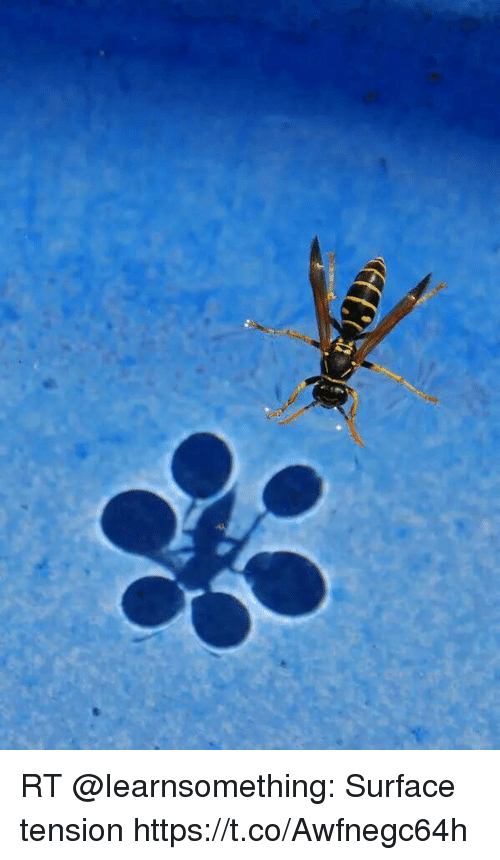 RT @learnsomething: Surface
tension https://t.co/Awfnegc64h